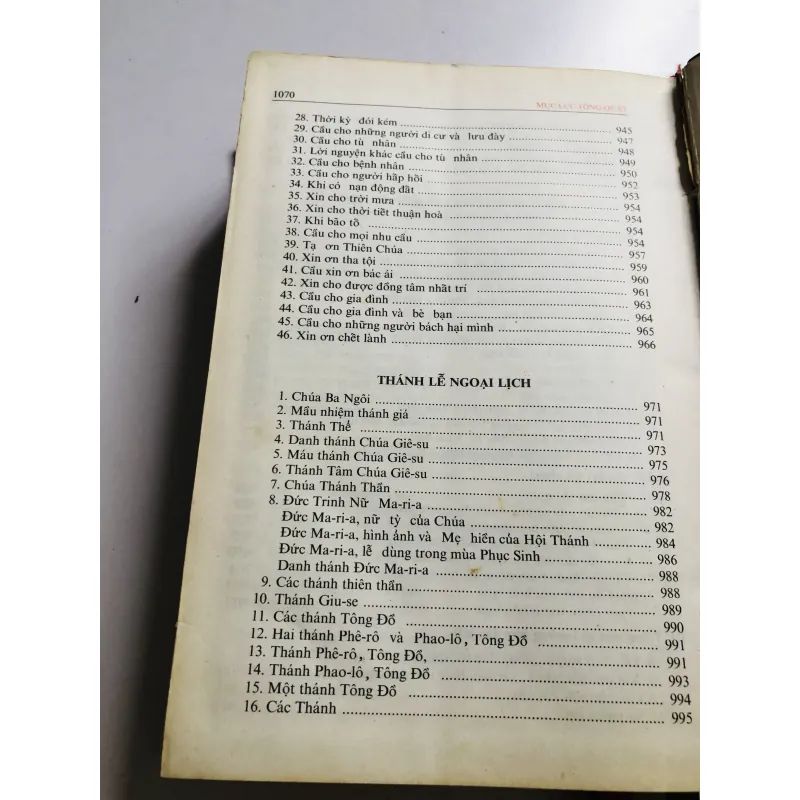 1070 MỤC LỤC TỔNG QUÁT
28. Thời kỳ đói kém ... 945
29. Cầu cho những người di cư và lưu đày ... 947
30. Cầu cho tù nhân ... 948
31. Lời nguyện khác cầu cho tù nhân ... 949
32. Cầu cho bệnh nhân ... 950
33. Cầu cho người hấp hối ... 952
34. Khi có nạn động đất ... 953
35. Xin cho trời mưa ... 954
36. Xin cho thời tiết thuận hoà ... 954
37. Khi bão tố ... 954
38. Cầu cho mọi nhu cầu ... 954
39. Tạ ơn Thiên Chúa ... 957
40. Xin ơn tha tội ... 959
41. Cầu xin ơn bác ái ... 960
42. Xin cho được đồng tâm nhất trí ... 961
43. Cầu cho gia đình ... 963
44. Cầu cho gia đình và bè bạn ... 964
45. Cầu cho những người bách hại mình ... 965
46. Xin ơn chết lành ... 966
THÁNH LỄ NGOẠI LỊCH
1. Chúa Ba Ngôi ... 971
2. Mầu nhiệm thánh giá ... 971
3. Thánh Thể ... 971
4. Danh thánh Chúa Giê-su ... 973
5. Máu thánh Chúa Giê-su ... 975
6. Thánh Tâm Chúa Giê-su ... 976
7. Chúa Thánh Thần ... 978
8. Đức Trinh Nữ Ma-ri-a ... 982
Đức Ma-ri-a, nữ tỳ của Chúa ... 982
Đức Ma-ri-a, hình ảnh và Mẹ hiền của Hội Thánh ... 984
Đức Ma-ri-a, lễ dùng trong mùa Phục Sinh ... 986
Danh thánh Đức Ma-ri-a ... 988
9. Các thánh thiên thần ... 988
10. Thánh Giu-se ... 989
11. Các thánh Tông Đồ ... 990
12. Hai thánh Phê-rô và Phao-lô, Tông Đồ ... 991
13. Thánh Phê-rô, Tông Đồ, ... 991
14. Thánh Phao-lô, Tông Đồ ... 993
15. Một thánh Tông Đồ ... 994
16. Các Thánh ... 995